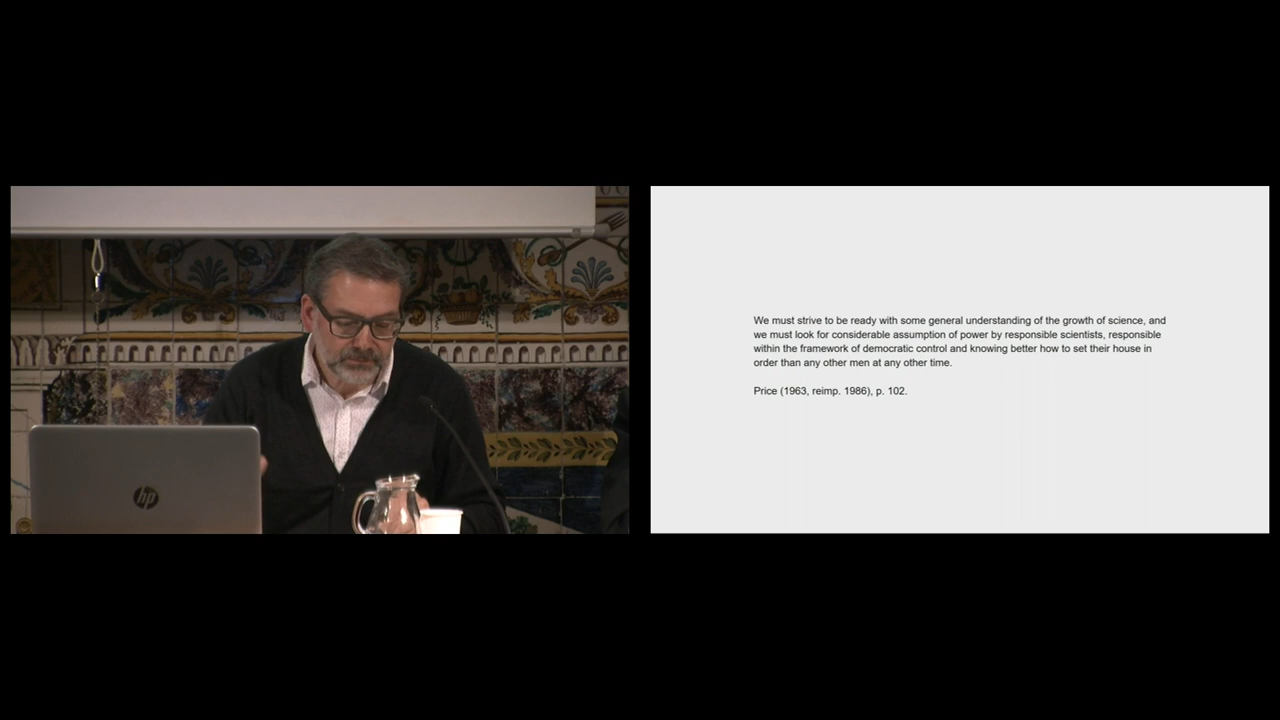 We must strive to be ready with some general understanding of the growth of science, and
we must look for considerable assumption of power by responsible scientists, responsible
within the framework of democratic control and knowing better how to set their house in
order than any other men at any other time.
Price (1963, reimp. 1986), p. 102.
hp